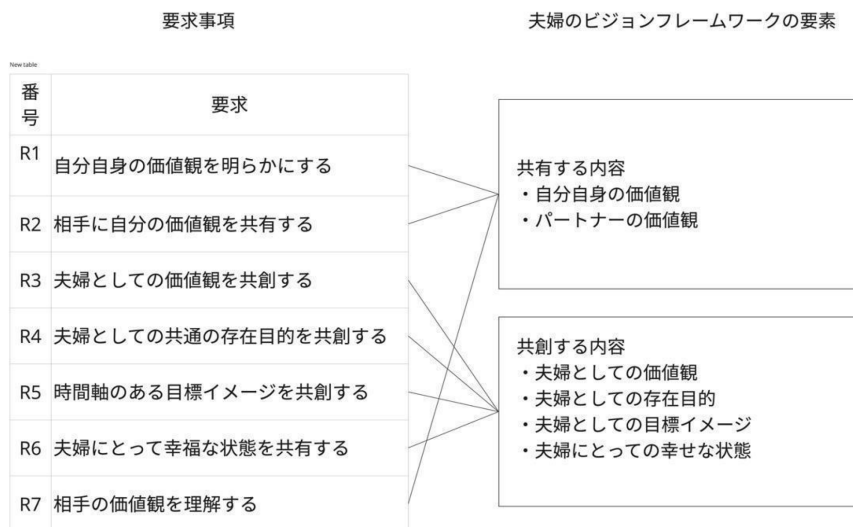 要求事項
夫婦のビジョンフレームワークの要素
New table
番
号
要求
R1
自分自身の価値観を明らかにする
R2
相手に自分の価値観を共有する
R3
夫婦としての価値観を共創する
R4
夫婦としての共通の存在目的を共創する
R5
時間軸のある目標イメージを共創する
R6
夫婦にとって幸福な状態を共有する
R7
相手の価値観を理解する
共有する内容
・自分自身の価値観
・パートナーの価値観
共創する内容
・夫婦としての価値観
・夫婦としての存在目的
・夫婦としての目標イメージ
・夫婦にとっての幸せな状態